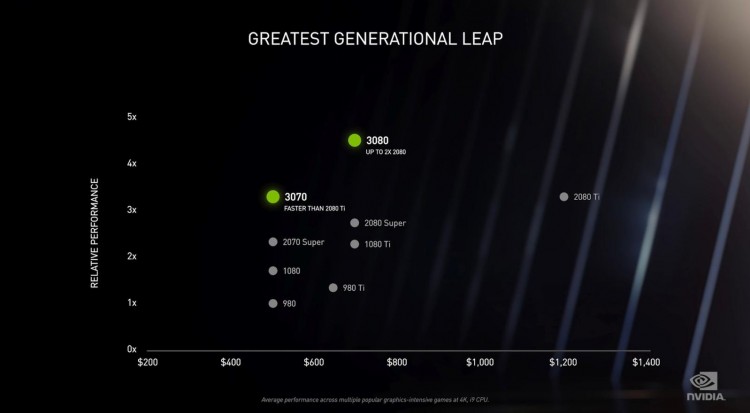 GREATEST GENERATIONAL LEAP
RELATIVE PERFORMANCE
5x
4x
3x
2x
1x
0x
3080
UP TO 2X 2080
3070
FASTER THAN 2080 Ti
2080 Ti
2080 Super
2070 Super
1080 Ti
1080
980 Ti
980
$200
$400
$600
$800
$1,000
$1,200
$1,400
Average performance across multiple popular graphics-intensive games at 4K, i9 CPU.
NVIDIA.